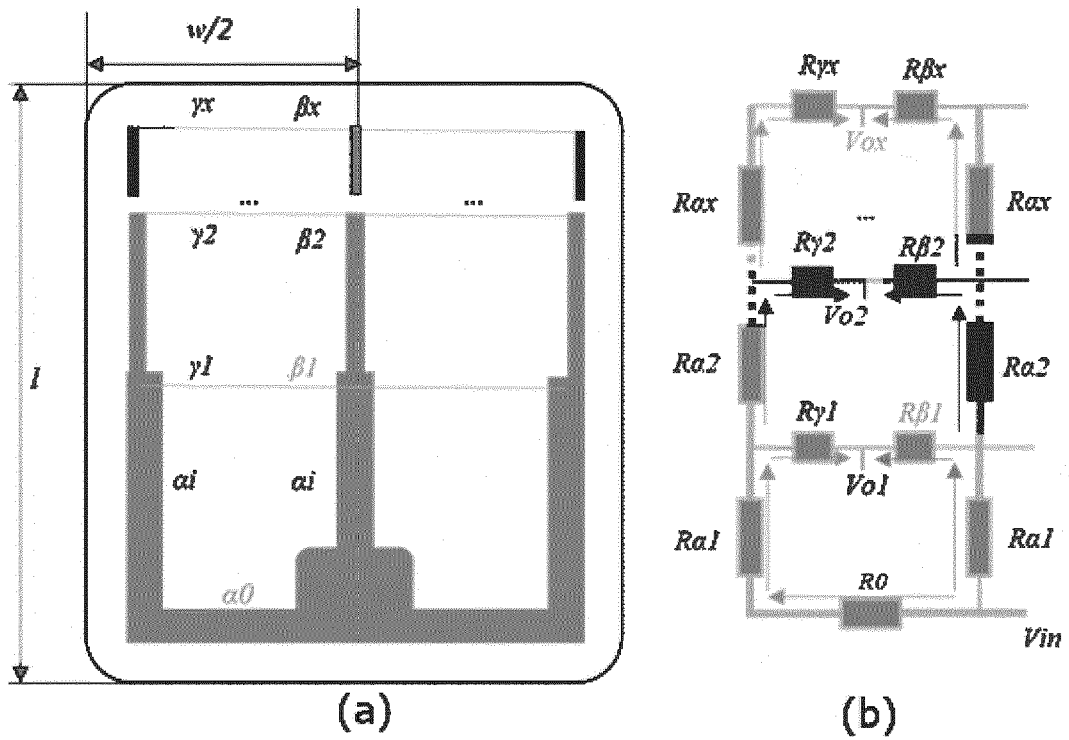 w/2
γx βx
... ...
γ2 β2
l
γ1 β1
αi αi
α0
(a)
Rγx Rβx
Vox
Rαx Rαx
...
Rγ2 Rβ2
Vo2
Rα2 Rα2
Rγ1 Rβ1
Vo1
Rα1 Rα1
R0
Vin
(b)